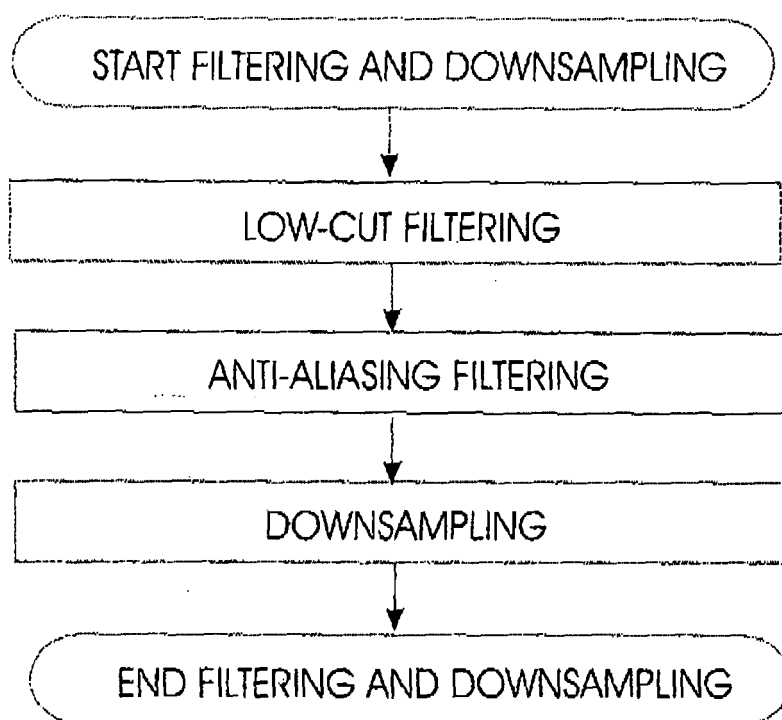 START FILTERING AND DOWNSAMPLING
LOW-CUT FILTERING
ANTI-ALIASING FILTERING
DOWNSAMPLING
END FILTERING AND DOWNSAMPLING